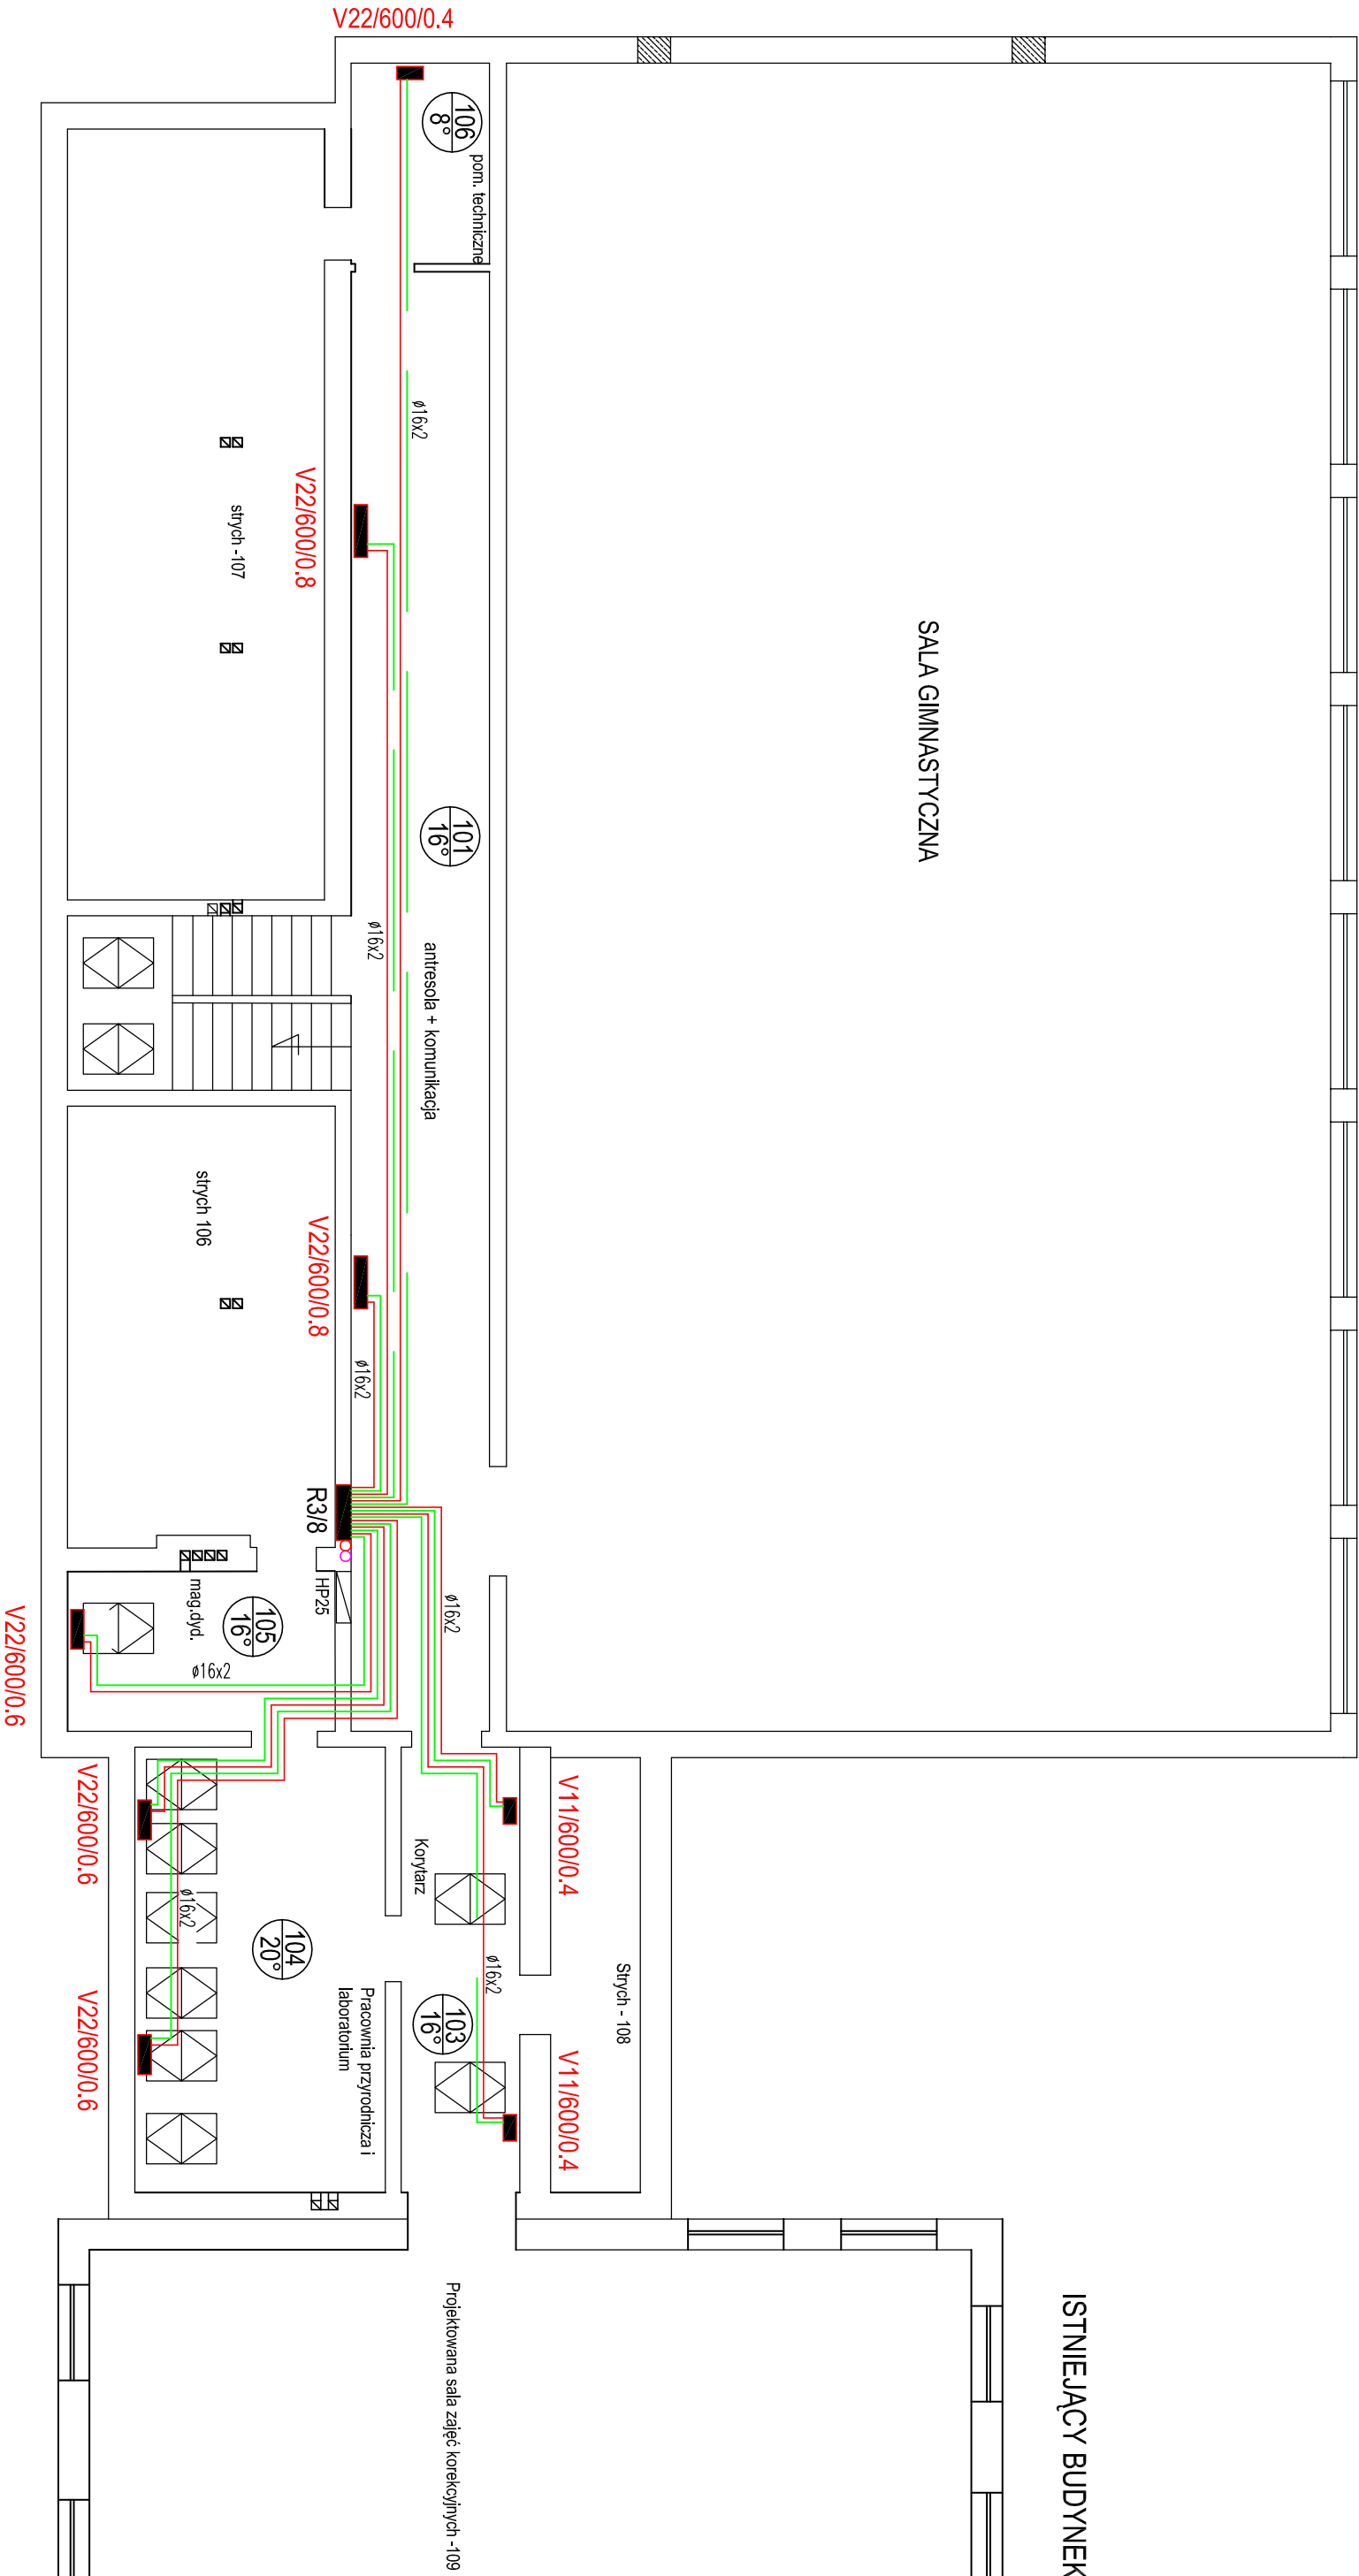 V22/600/0.4
106
8°
pom. techniczne
ø16x2
V22/600/0.8
strych -107
SALA GIMNASTYCZNA
101
16°
antresola + komunikacja
ø16x2
strych 106
V22/600/0.8
ø16x2
R3/8
HP25
mag.dyd.
105
16°
ø16x2
V22/600/0.6
ø16x2
V22/600/0.6
V11/600/0.4
Korytarz
ø16x2
104
20°
ø16x2
Strych - 108
103
16°
Pracownia przyrodnicza i
laboratorium
V22/600/0.6
V11/600/0.4
Projektowana sala zajęć korekcyjnych -109
ISTNIEJĄCY BUDYNEK